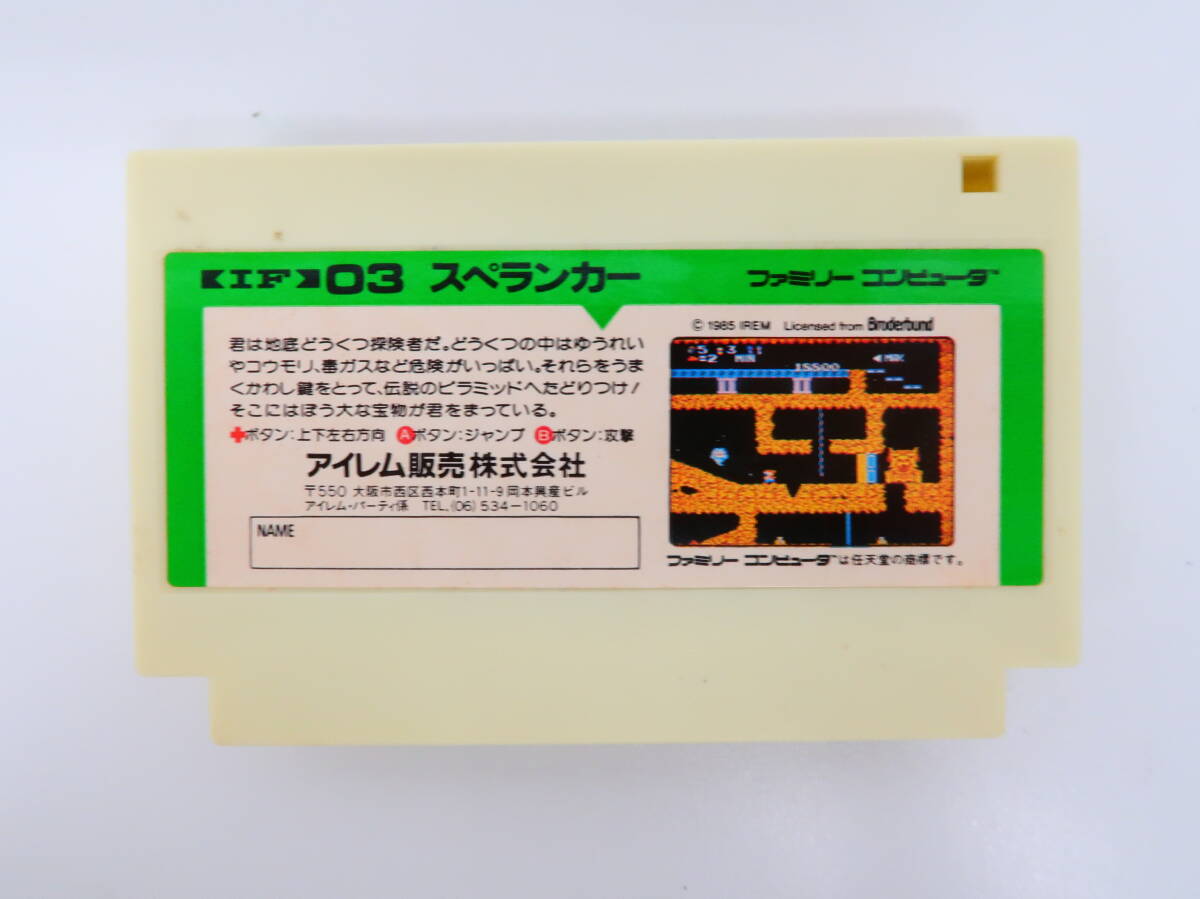 【IF】03 スペランカー
ファミリー コンピュータ™
© 1985 IREM Licensed from Brøderbund
君は地底どうくつ探険者だ。どうくつの中はゆうれい
やコウモリ、毒ガスなど危険がいっぱい。それらをうま
くかわし鍵をとって、伝説のピラミッドへたどりつけ!
そこにはぼう大な宝物が君をまっている。
✚ボタン:上下左右方向 Ⓐボタン:ジャンプ Ⓑボタン:攻撃
アイレム販売株式会社
〒550 大阪市西区西本町1-11-9 岡本興産ビル
アイレム・パーティ係 TEL.(06)534-1060
NAME
MIN
15500
MAX
ファミリー コンピュータ™は任天堂の商標です。